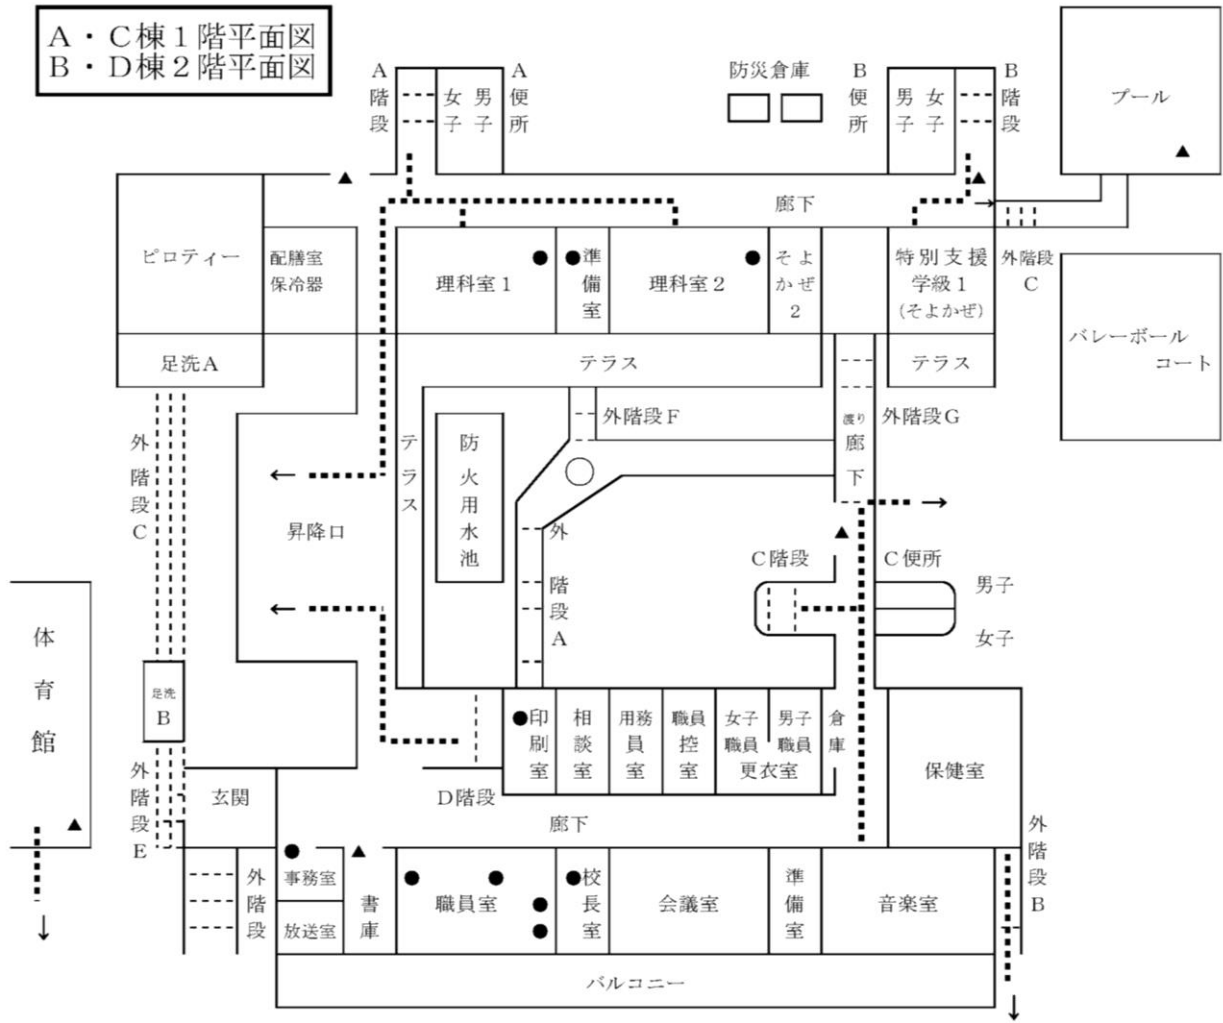 A・C棟1階平面図
B・D棟2階平面図
A階段
女子
男子
A便所
防災倉庫
B便所
男子
女子
B階段
プール
廊下
ピロティー
配膳室
保冷器
理科室1
準備室
理科室2
そよかぜ2
特別支援
学級1
(そよかぜ)
外階段
C
バレーボール
コート
足洗A
テラス
テラス
外階段C
テラス
防火用水池
外階段F
渡り廊下
外階段G
昇降口
外階段A
C階段
C便所
男子
女子
体育館
足洗
B
印刷室
相談室
用務員室
職員控室
女子職員
男子職員
更衣室
倉庫
保健室
外階段E
玄関
D階段
廊下
外階段B
外階段
事務室
放送室
書庫
職員室
校長室
会議室
準備室
音楽室
バルコニー